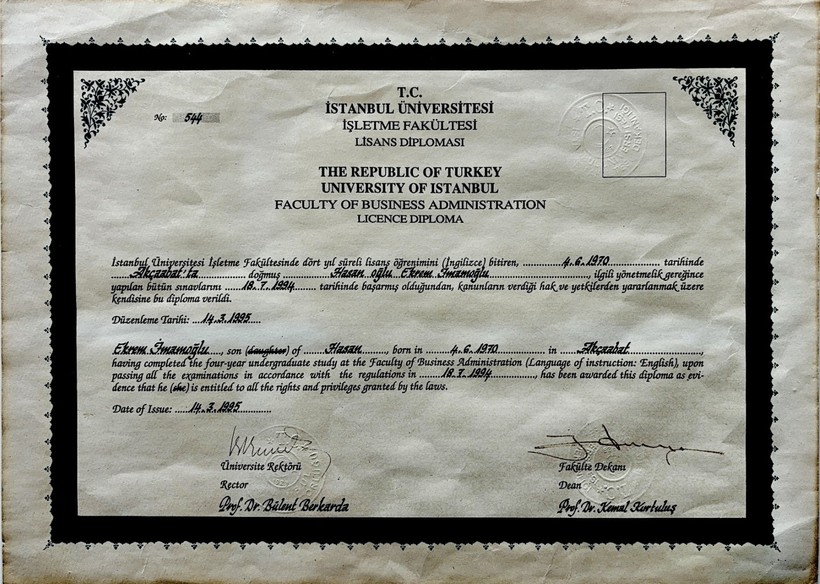 T.C.
İSTANBUL ÜNİVERSİTESİ
İŞLETME FAKÜLTESİ
LİSANS DİPLOMASI
No: 544
THE REPUBLIC OF TURKEY
UNIVERSITY OF ISTANBUL
FACULTY OF BUSINESS ADMINISTRATION
LICENCE DIPLOMA
İstanbul Üniversitesi İşletme Fakültesinde dört yıl süreli lisans öğrenimini (İngilizce) bitiren, 4.6.1970 tarihinde
Akçaabat'ta doğmuş Hasan oğlu Ekrem İmamoğlu, ilgili yönetmelik gereğince
yapılan bütün sınavlarını 18.7.1994 tarihinde başarmış olduğundan, kanunların verdiği hak ve yetkilerden yararlanmak üzere
kendisine bu diploma verildi.
Düzenleme Tarihi: 14.3.1995
Ekrem İmamoğlu, son (daughter) of Hasan, born in 4.6.1970 in Akçaabat,
having completed the four-year undergraduate study at the Faculty of Business Administration (Language of instruction: English), upon
passing all the examinations in accordance with the regulations in 18.7.1994, has been awarded this diploma as evi-
dence that he (she) is entitled to all the rights and privileges granted by the laws.
Date of Issue: 14.3.1995
Üniversite Rektörü
Rector
Prof. Dr. Bülent Berkarda
Fakülte Dekanı
Dean
Prof. Dr. Kemal Kurtuluş